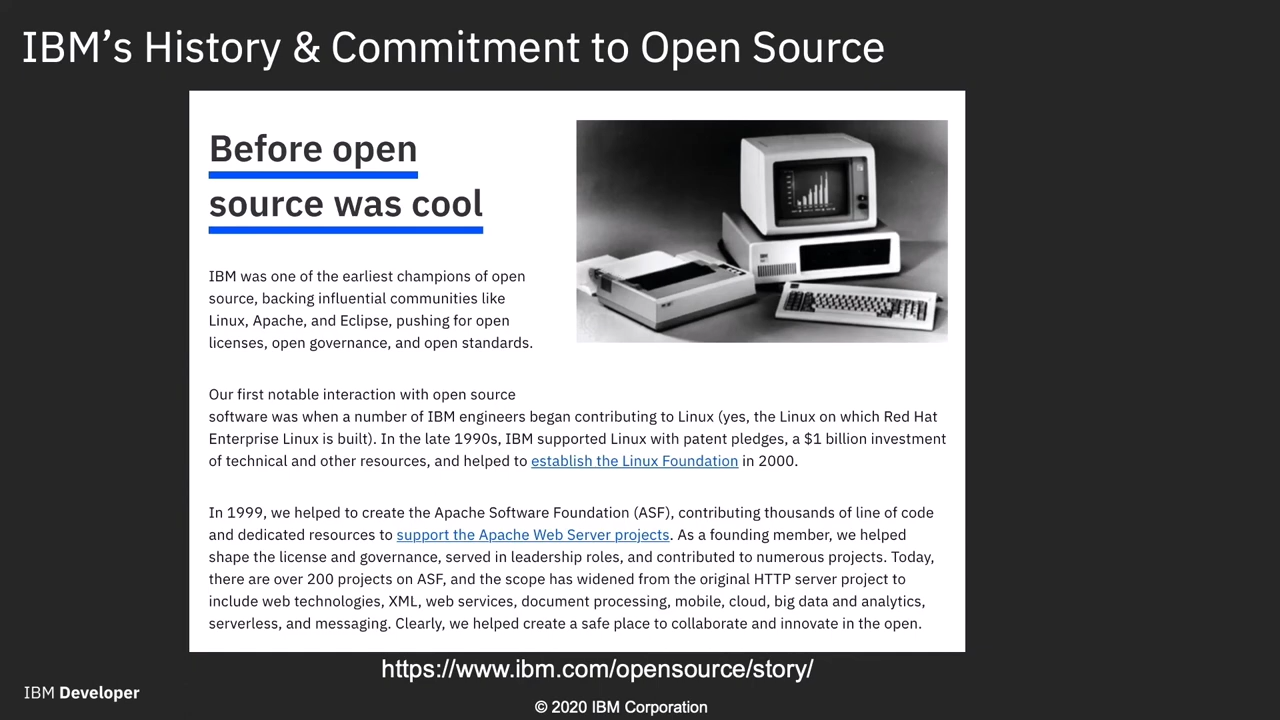 IBM’s History & Commitment to Open Source
Before open
source was cool
IBM was one of the earliest champions of open
source, backing influential communities like
Linux, Apache, and Eclipse, pushing for open
licenses, open governance, and open standards.
Our first notable interaction with open source
software was when a number of IBM engineers began contributing to Linux (yes, the Linux on which Red Hat
Enterprise Linux is built). In the late 1990s, IBM supported Linux with patent pledges, a $1 billion investment
of technical and other resources, and helped to establish the Linux Foundation in 2000.
In 1999, we helped to create the Apache Software Foundation (ASF), contributing thousands of line of code
and dedicated resources to support the Apache Web Server projects. As a founding member, we helped
shape the license and governance, served in leadership roles, and contributed to numerous projects. Today,
there are over 200 projects on ASF, and the scope has widened from the original HTTP server project to
include web technologies, XML, web services, document processing, mobile, cloud, big data and analytics,
serverless, and messaging. Clearly, we helped create a safe place to collaborate and innovate in the open.
https://www.ibm.com/opensource/story/
IBM Developer
© 2020 IBM Corporation